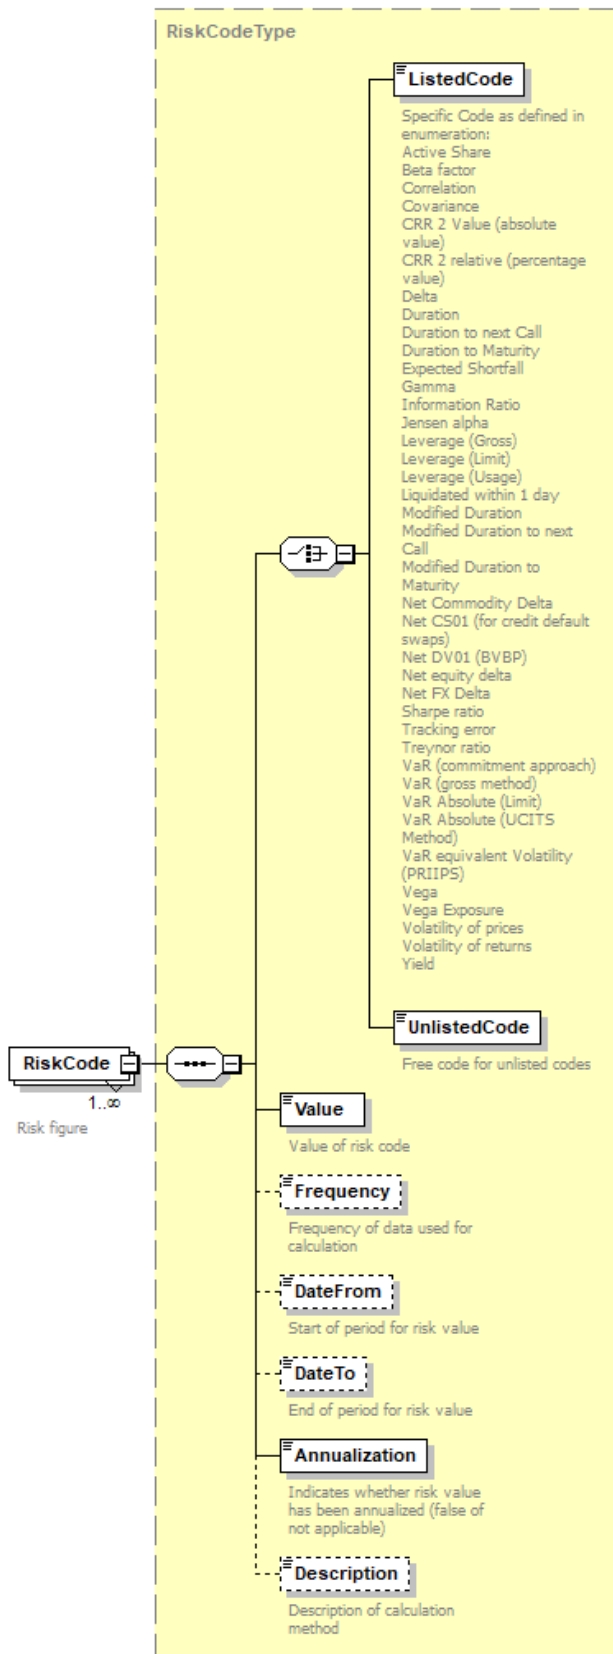 RiskCodeType
ListedCode
Specific Code as defined in
enumeration:
Active Share
Beta factor
Correlation
Covariance
CRR 2 Value (absolute
value)
CRR 2 relative (percentage
value)
Delta
Duration
Duration to next Call
Duration to Maturity
Expected Shortfall
Gamma
Information Ratio
Jensen alpha
Leverage (Gross)
Leverage (Limit)
Leverage (Usage)
Liquidated within 1 day
Modified Duration
Modified Duration to next
Call
Modified Duration to
Maturity
Net Commodity Delta
Net CS01 (for credit default
swaps)
Net DV01 (BVBP)
Net equity delta
Net FX Delta
Sharpe ratio
Tracking error
Treynor ratio
VaR (commitment approach)
VaR (gross method)
VaR Absolute (Limit)
VaR Absolute (UCITS
Method)
VaR equivalent Volatility
(PRIIPS)
Vega
Vega Exposure
Volatility of prices
Volatility of returns
Yield
UnlistedCode
Free code for unlisted codes
RiskCode
1..∞
Risk figure
Value
Value of risk code
Frequency
Frequency of data used for
calculation
DateFrom
Start of period for risk value
DateTo
End of period for risk value
Annualization
Indicates whether risk value
has been annualized (false of
not applicable)
Description
Description of calculation
method